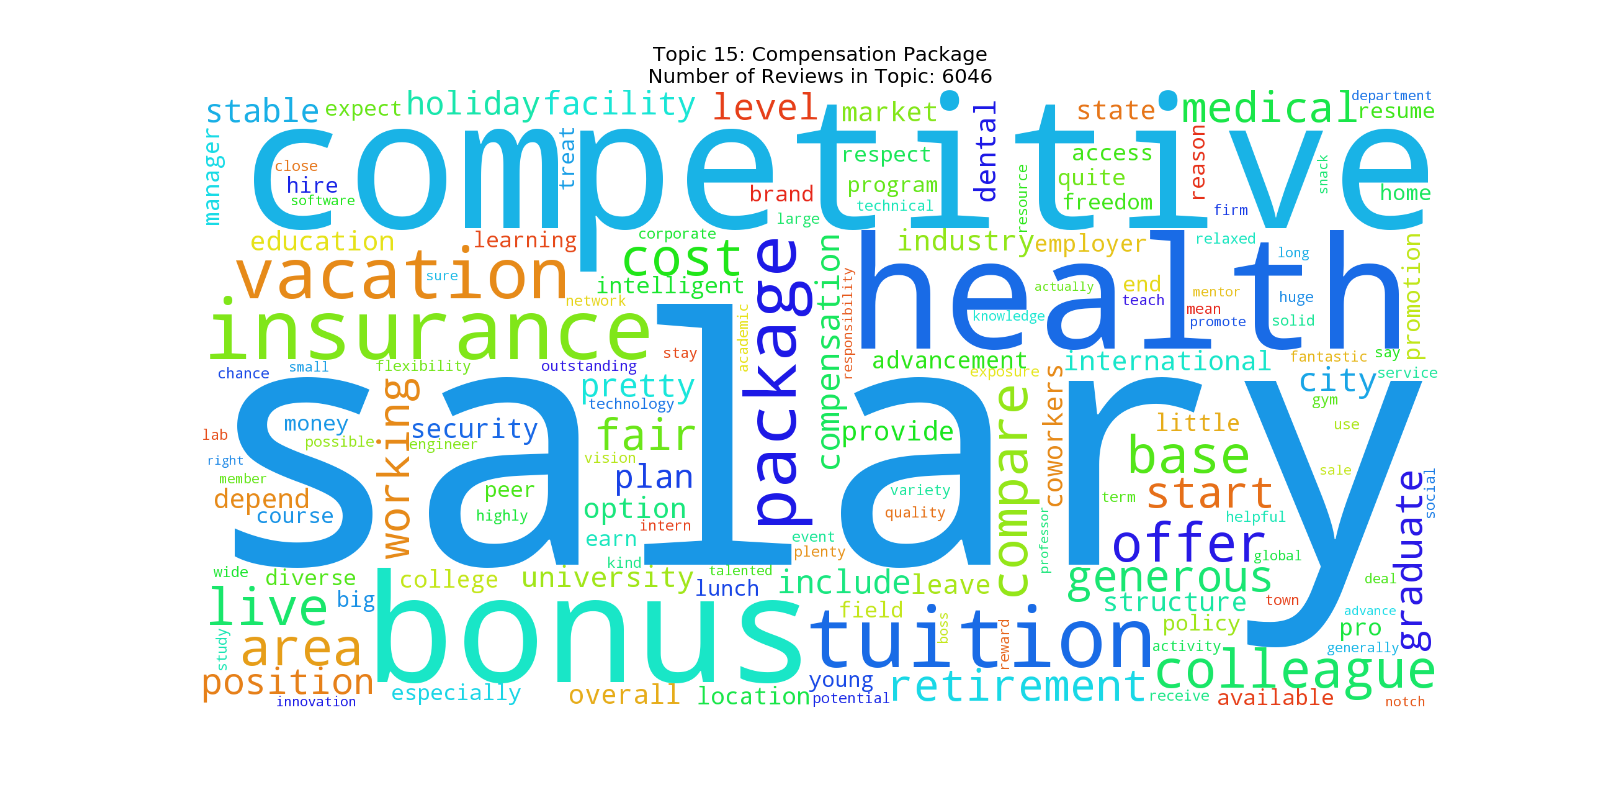 Topic 15: Compensation Package
Number of Reviews in Topic: 6046
stable
expect
holiday
facility
level
market
state
medical
department
resume
competitive
manager
close
hire
software
treat
respect
brand
program
technical
large
dental
resource
access
quite
freedom
reason
firm
snack
home
education
learning
corporate
cost
vacation
sure
intelligent
network
package
compensation
responsibility
industry
employer
relaxed
long
health
actually
end
teach
mentor
mean
promote
huge
solid
knowledge
promotion
insurance
academic
stay
advancement
exposure
international
fantastic
say
service
chance
small
flexibility
outstanding
pretty
technology
salary
city
gym
use
money
possible
lab
right
member
working
security
engineer
fair
vision
plan
provide
compare
coworkers
little
base
sale
start
term
depend
course
peer
highly
option
intern
earn
kind
variety
quality
event
plenty
professor
helpful
offer
global
graduate
social
wide
diverse
college
university
talented
lunch
include
leave
generous
deal
live
big
bonus
field
boss
structure
town
advance
study
area
tuition
reward
policy
activity
pro
generally
position
innovation
especially
overall
location
young
potential
retirement
colleague
receive
available
notch